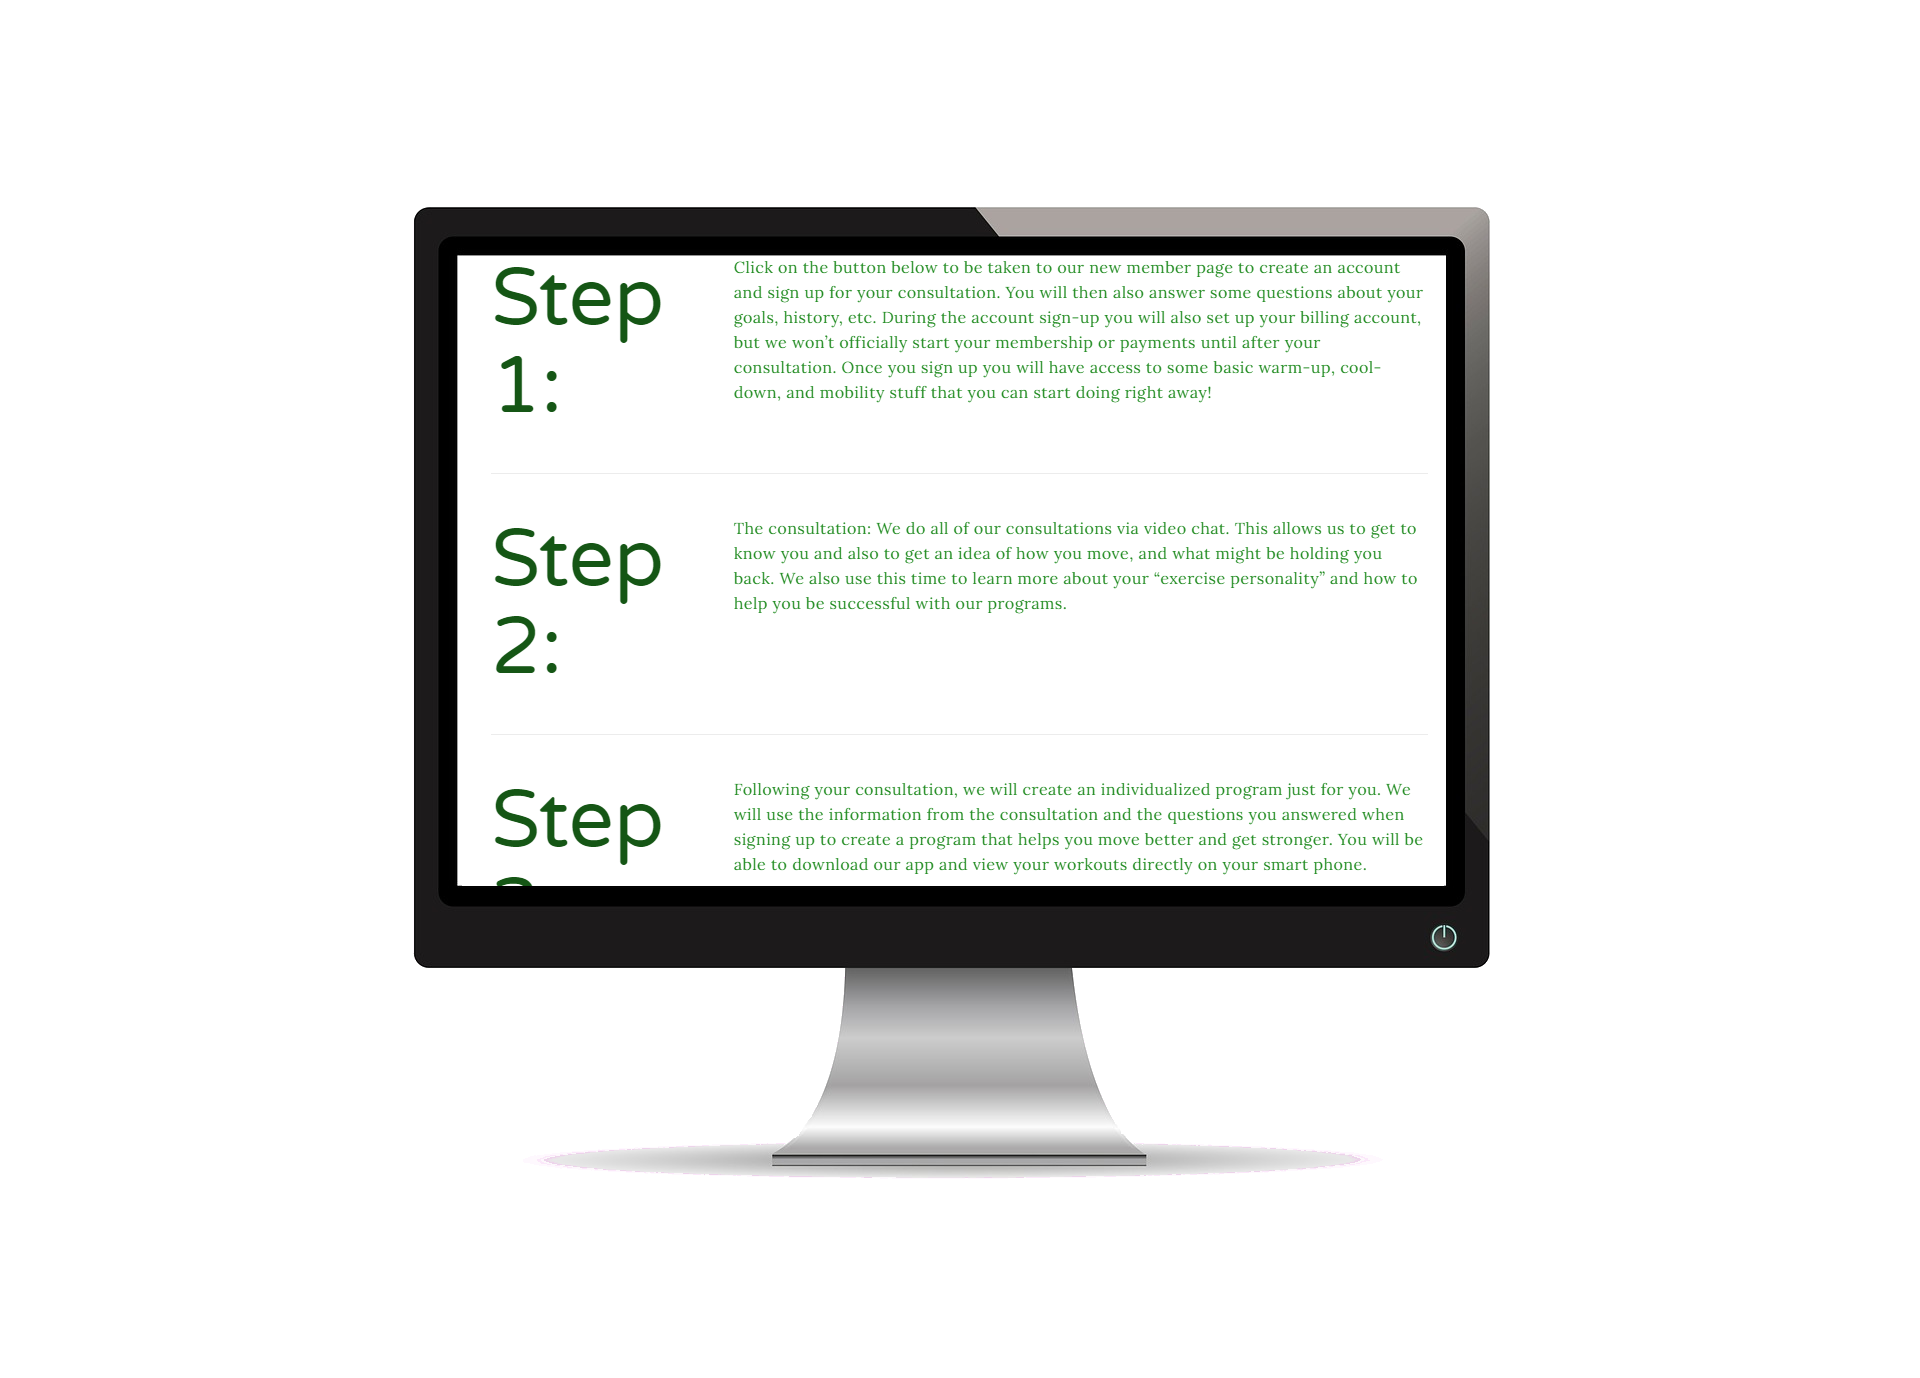 Step
1:
Click on the button below to be taken to our new member page to create an account
and sign up for your consultation. You will then also answer some questions about your
goals, history, etc. During the account sign-up you will also set up your billing account,
but we won’t officially start your membership or payments until after your
consultation. Once you sign up you will have access to some basic warm-up, cool-
down, and mobility stuff that you can start doing right away!
Step
2:
The consultation: We do all of our consultations via video chat. This allows us to get to
know you and also to get an idea of how you move, and what might be holding you
back. We also use this time to learn more about your “exercise personality” and how to
help you be successful with our programs.
Step
Following your consultation, we will create an individualized program just for you. We
will use the information from the consultation and the questions you answered when
signing up to create a program that helps you move better and get stronger. You will be
able to download our app and view your workouts directly on your smart phone.